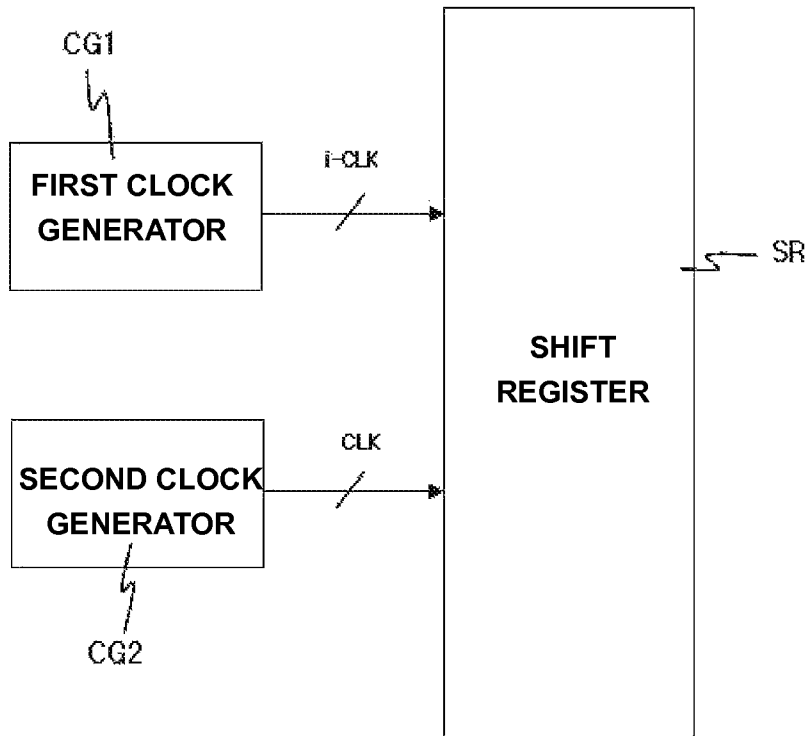 CG1
FIRST CLOCK
GENERATOR
i-CLK
SR
SHIFT
REGISTER
CLK
SECOND CLOCK
GENERATOR
CG2